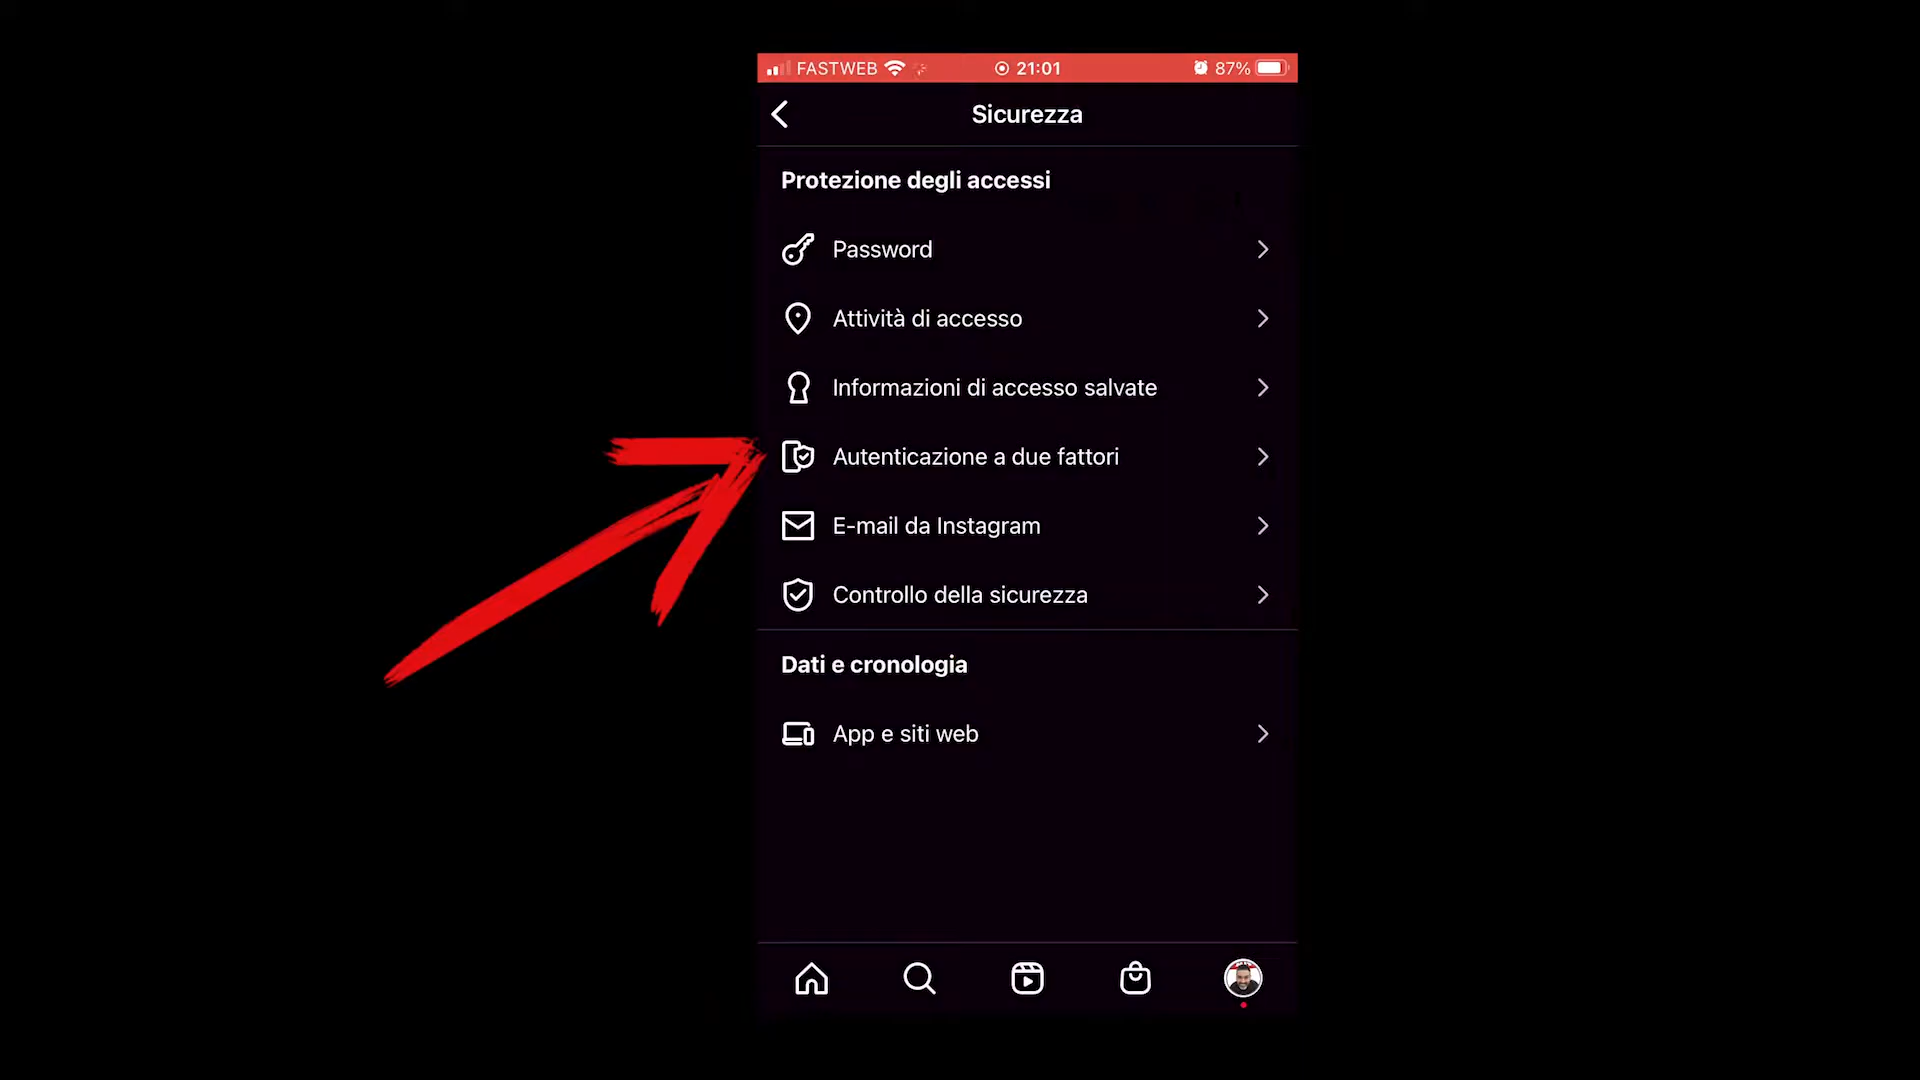 FASTWEB 21:01 87%
Sicurezza
Protezione degli accessi
Password
Attività di accesso
Informazioni di accesso salvate
Autenticazione a due fattori
E-mail da Instagram
Controllo della sicurezza
Dati e cronologia
App e siti web